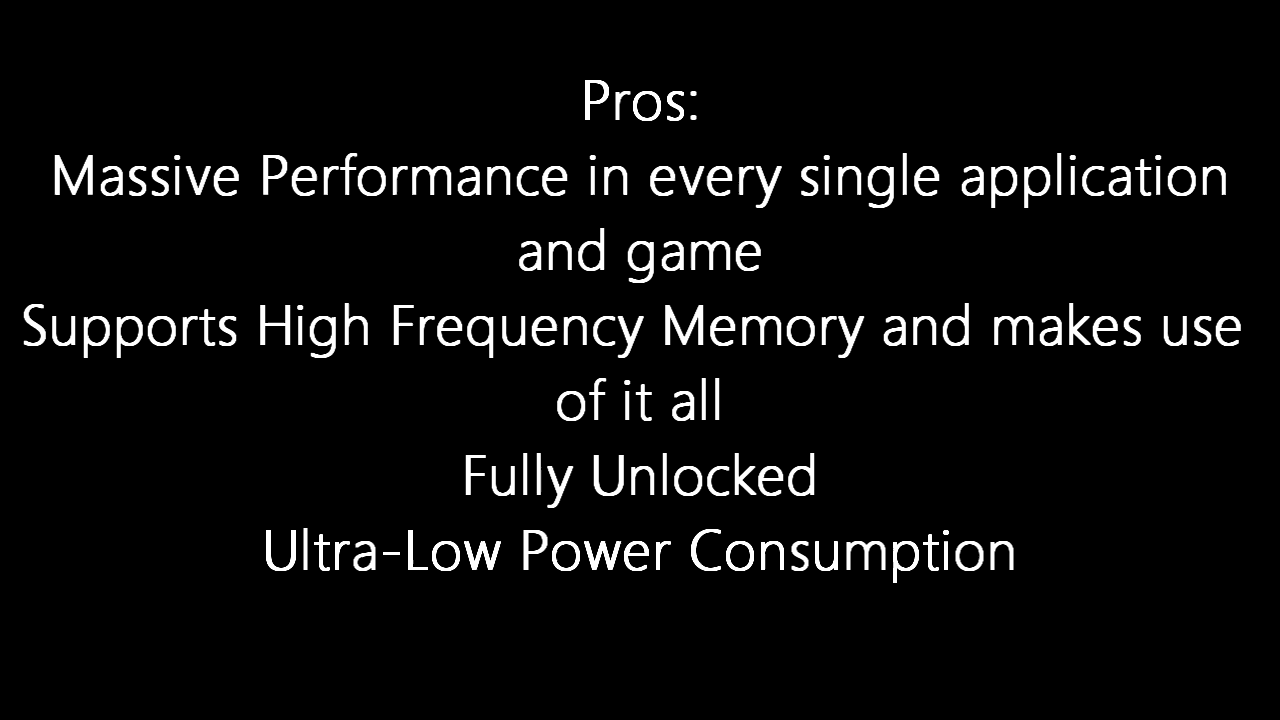 Pros:
Massive Performance in every single application
and game
Supports High Frequency Memory and makes use
of it all
Fully Unlocked
Ultra-Low Power Consumption